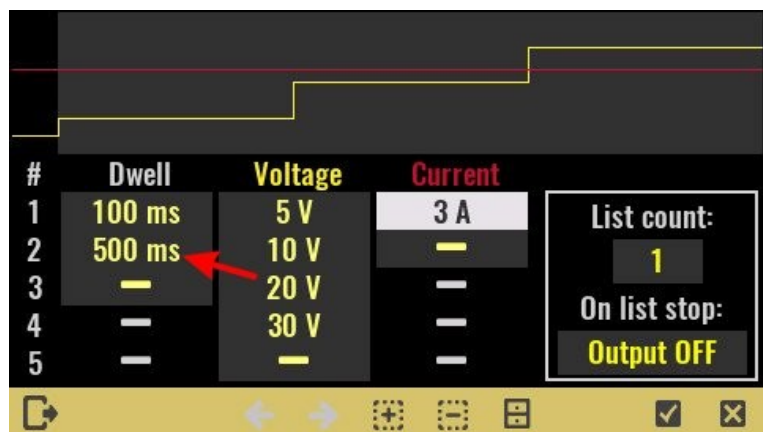 # Dwell Voltage Current
1 100 ms 5 V 3 A
2 500 ms 10 V
3 20 V
4 30 V
5
List count:
1
On list stop:
Output OFF